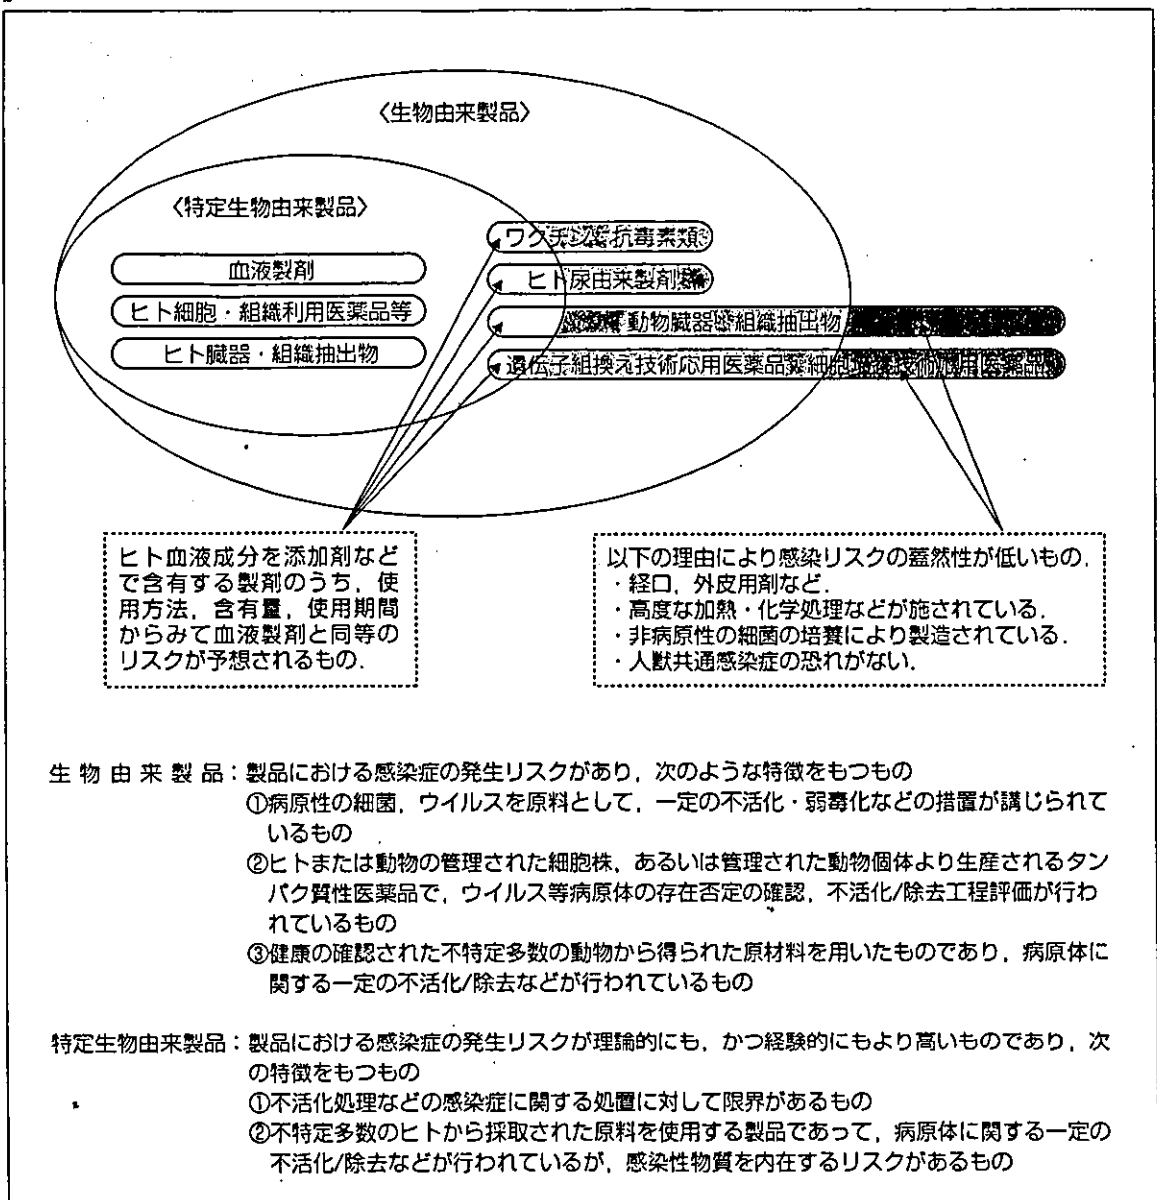 〈生物由来製品〉
〈特定生物由来製品〉
血液製剤
ヒト細胞・組織利用医薬品等
ヒト臓器・組織抽出物
ワクチン 抗毒素類
ヒト尿由来製剤
動物臓器 組織抽出物
遺伝子組換え技術応用医薬品 細胞培養技術応用医薬品
ヒト血液成分を添加剤など
で含有する製剤のうち，使
用方法，含有量，使用期間
からみて血液製剤と同等の
リスクが予想されるもの．
以下の理由により感染リスクの蓋然性が低いもの．
・経口，外皮用剤など．
・高度な加熱・化学処理などが施されている．
・非病原性の細菌の培養により製造されている．
・人獣共通感染症の恐れがない．
生物由来製品：製品における感染症の発生リスクがあり，次のような特徴をもつもの
①病原性の細菌，ウイルスを原料として，一定の不活化・弱毒化などの措置が講じられて
いるもの
②ヒトまたは動物の管理された細胞株，あるいは管理された動物個体より生産されるタン
パク質性医薬品で，ウイルス等病原体の存在否定の確認，不活化/除去工程評価が行わ
れているもの
③健康の確認された不特定多数の動物から得られた原材料を用いたものであり，病原体に
関する一定の不活化/除去などが行われているもの
特定生物由来製品：製品における感染症の発生リスクが理論的にも，かつ経験的にもより高いものであり，次
の特徴をもつもの
①不活化処理などの感染症に関する処置に対して限界があるもの
②不特定多数のヒトから採取された原料を使用する製品であって，病原体に関する一定の
不活化/除去などが行われているが，感染性物質を内在するリスクがあるもの